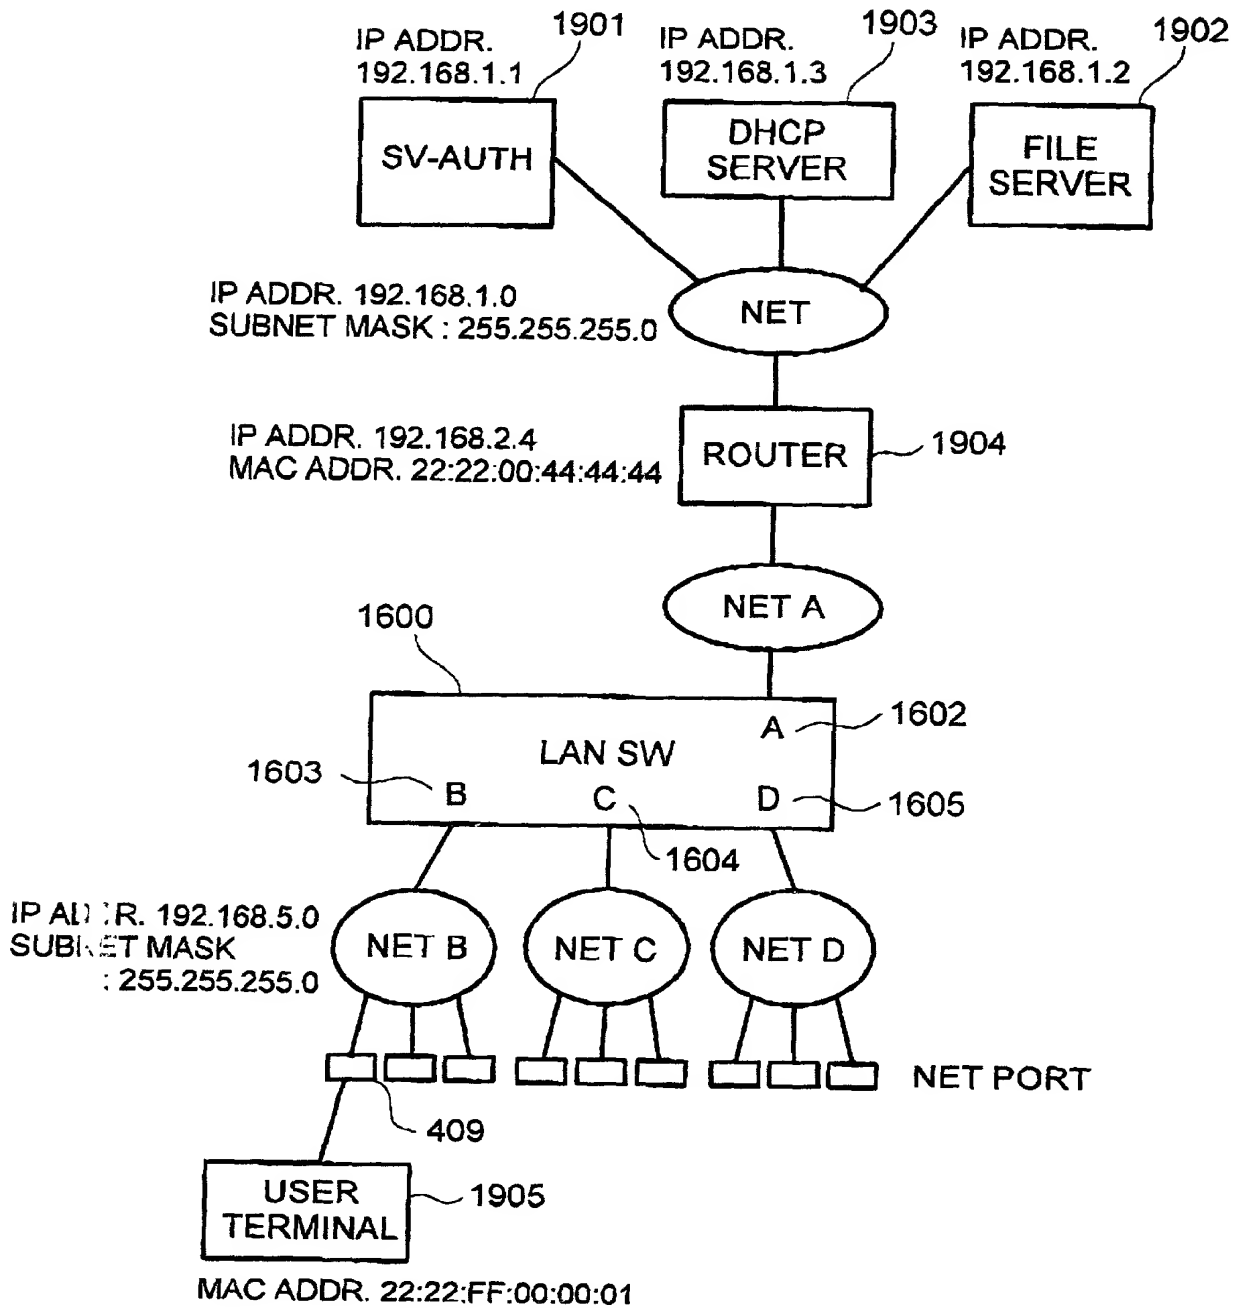 1901
IP ADDR.
192.168.1.1
1903
IP ADDR.
192.168.1.3
1902
IP ADDR.
192.168.1.2
SV-AUTH
DHCP
SERVER
FILE
SERVER
IP ADDR. 192.168.1.0
SUBNET MASK : 255.255.255.0
NET
IP ADDR. 192.168.2.4
MAC ADDR. 22:22:00:44:44:44
ROUTER
1904
NET A
1600
A
1602
LAN SW
1603
B
C
D
1605
1604
IP ADDR. 192.168.5.0
SUBNET MASK
: 255.255.255.0
NET B
NET C
NET D
NET PORT
409
USER
TERMINAL
1905
MAC ADDR. 22:22:FF:00:00:01